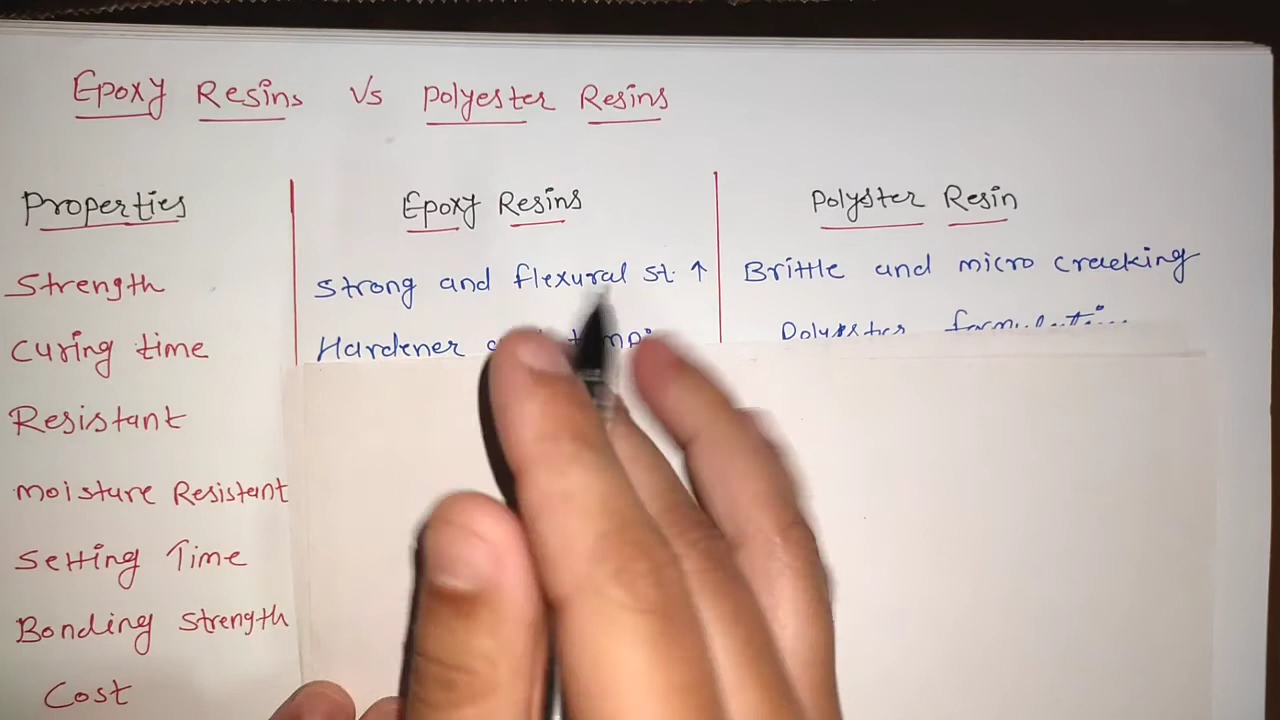 Epoxy Resins Vs Polyester Resins
Properties Epoxy Resins Polyster Resin
Strength Strong and flexural st. ↑ Brittle and micro cracking
Curing time Hardener
Resistant
Moisture Resistant
Setting Time
Bonding Strength
Cost